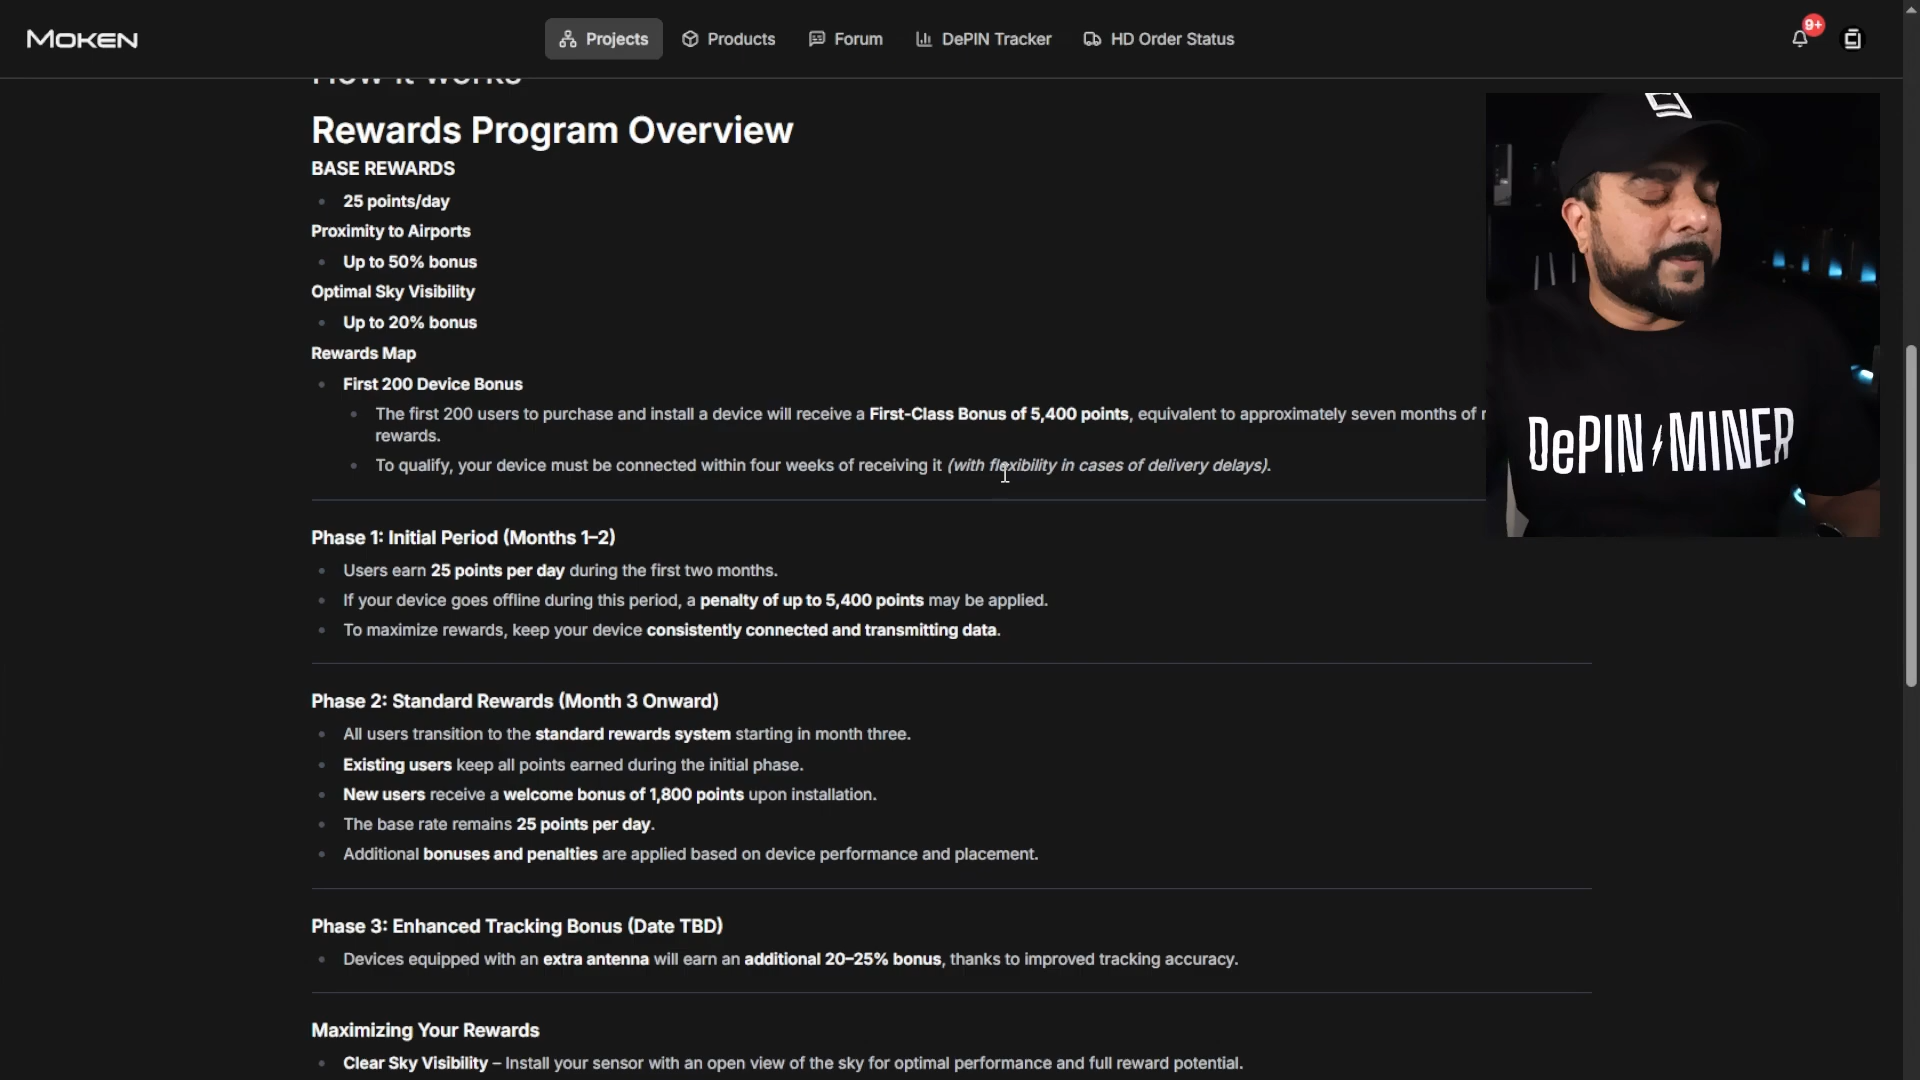 MOKEN
Projects
Products
Forum
DePIN Tracker
HD Order Status
9+
How it works
Rewards Program Overview
BASE REWARDS
25 points/day
Proximity to Airports
Up to 50% bonus
Optimal Sky Visibility
Up to 20% bonus
Rewards Map
First 200 Device Bonus
The first 200 users to purchase and install a device will receive a First-Class Bonus of 5,400 points, equivalent to approximately seven months of
rewards.
To qualify, your device must be connected within four weeks of receiving it (with flexibility in cases of delivery delays).
DePIN MINER
Phase 1: Initial Period (Months 1–2)
Users earn 25 points per day during the first two months.
If your device goes offline during this period, a penalty of up to 5,400 points may be applied.
To maximize rewards, keep your device consistently connected and transmitting data.
Phase 2: Standard Rewards (Month 3 Onward)
All users transition to the standard rewards system starting in month three.
Existing users keep all points earned during the initial phase.
New users receive a welcome bonus of 1,800 points upon installation.
The base rate remains 25 points per day.
Additional bonuses and penalties are applied based on device performance and placement.
Phase 3: Enhanced Tracking Bonus (Date TBD)
Devices equipped with an extra antenna will earn an additional 20–25% bonus, thanks to improved tracking accuracy.
Maximizing Your Rewards
Clear Sky Visibility – Install your sensor with an open view of the sky for optimal performance and full reward potential.